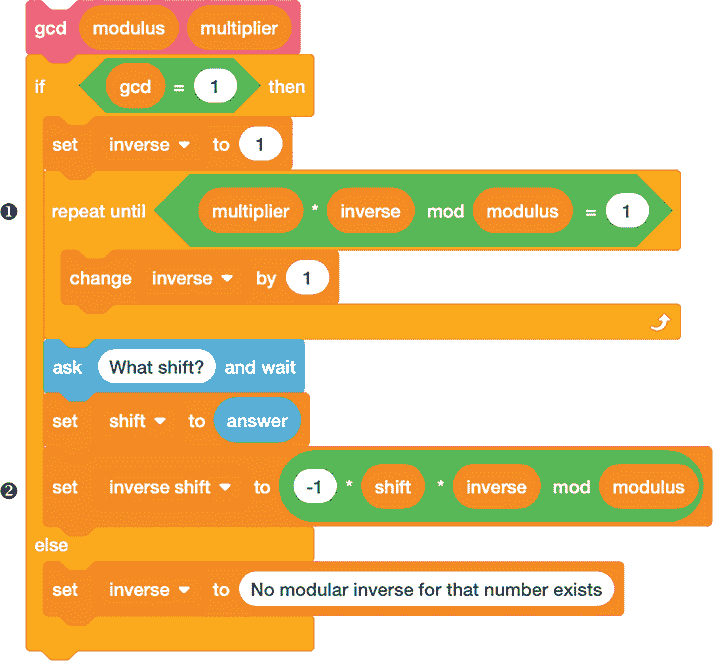 gcd modulus multiplier
if gcd = 1 then
set inverse to 1
❶ repeat until multiplier * inverse mod modulus = 1
change inverse by 1
ask What shift? and wait
set shift to answer
❷ set inverse shift to -1 * shift * inverse mod modulus
else
set inverse to No modular inverse for that number exists